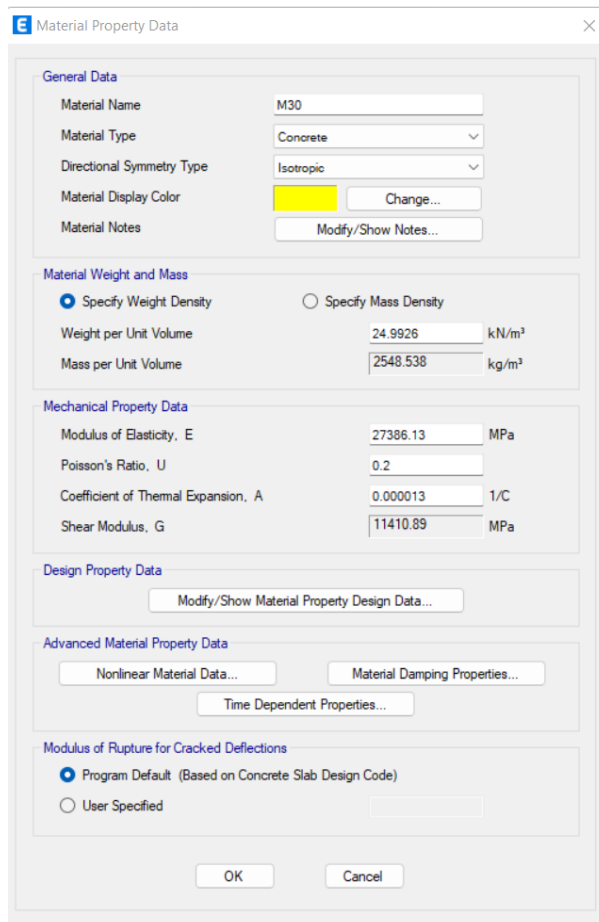 E Material Property Data
General Data
Material Name M30
Material Type Concrete
Directional Symmetry Type Isotropic
Material Display Color Change...
Material Notes Modify/Show Notes...
Material Weight and Mass
Specify Weight Density Specify Mass Density
Weight per Unit Volume 24.9926 kN/m³
Mass per Unit Volume 2548.538 kg/m³
Mechanical Property Data
Modulus of Elasticity, E 27386.13 MPa
Poisson's Ratio, U 0.2
Coefficient of Thermal Expansion, A 0.000013 1/C
Shear Modulus, G 11410.89 MPa
Design Property Data
Modify/Show Material Property Design Data...
Advanced Material Property Data
Nonlinear Material Data... Material Damping Properties...
Time Dependent Properties...
Modulus of Rupture for Cracked Deflections
Program Default (Based on Concrete Slab Design Code)
User Specified
OK Cancel